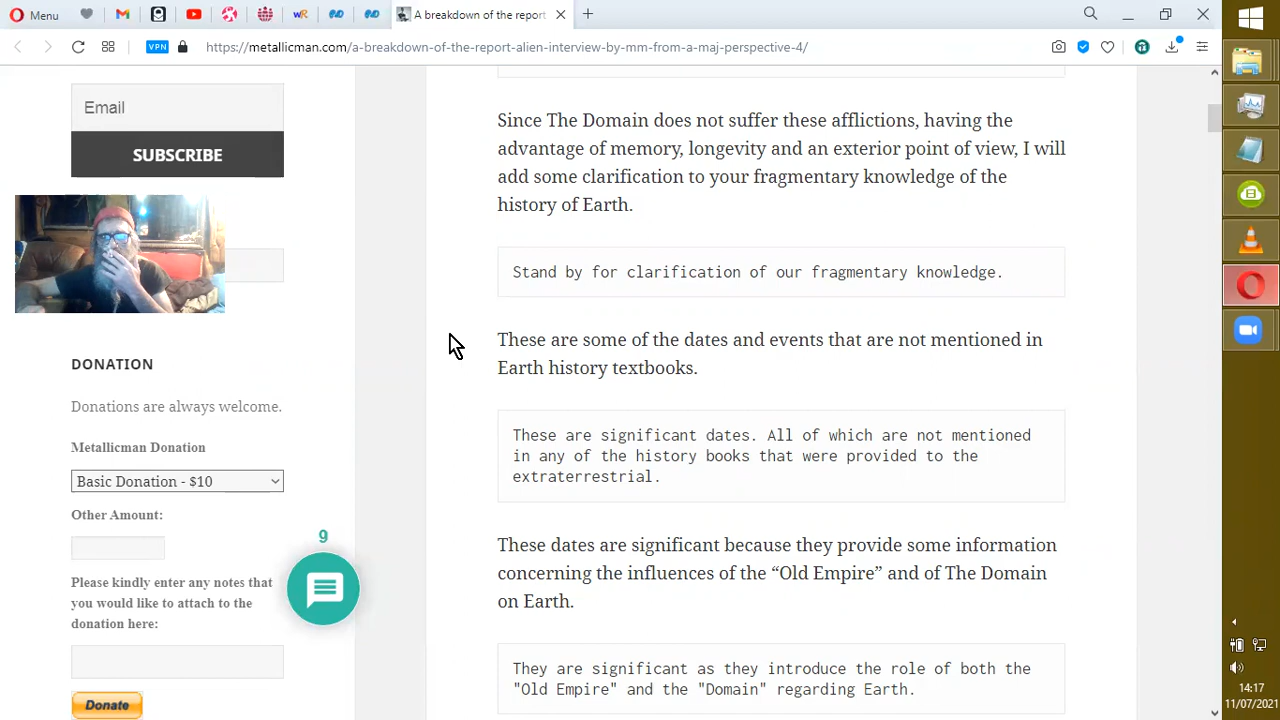 Menu
A breakdown of the report
VPN
https://metallicman.com/a-breakdown-of-the-report-alien-interview-by-mm-from-a-maj-perspective-4/
Email
SUBSCRIBE
DONATION
Donations are always welcome.
Metallicman Donation
Basic Donation - $10
Other Amount:
9
Please kindly enter any notes that
you would like to attach to the
donation here:
Donate
Since The Domain does not suffer these afflictions, having the
advantage of memory, longevity and an exterior point of view, I will
add some clarification to your fragmentary knowledge of the
history of Earth.
Stand by for clarification of our fragmentary knowledge.
These are some of the dates and events that are not mentioned in
Earth history textbooks.
These are significant dates. All of which are not mentioned
in any of the history books that were provided to the
extraterrestrial.
These dates are significant because they provide some information
concerning the influences of the “Old Empire” and of The Domain
on Earth.
They are significant as they introduce the role of both the
"Old Empire" and the "Domain" regarding Earth.
14:17
11/07/2021